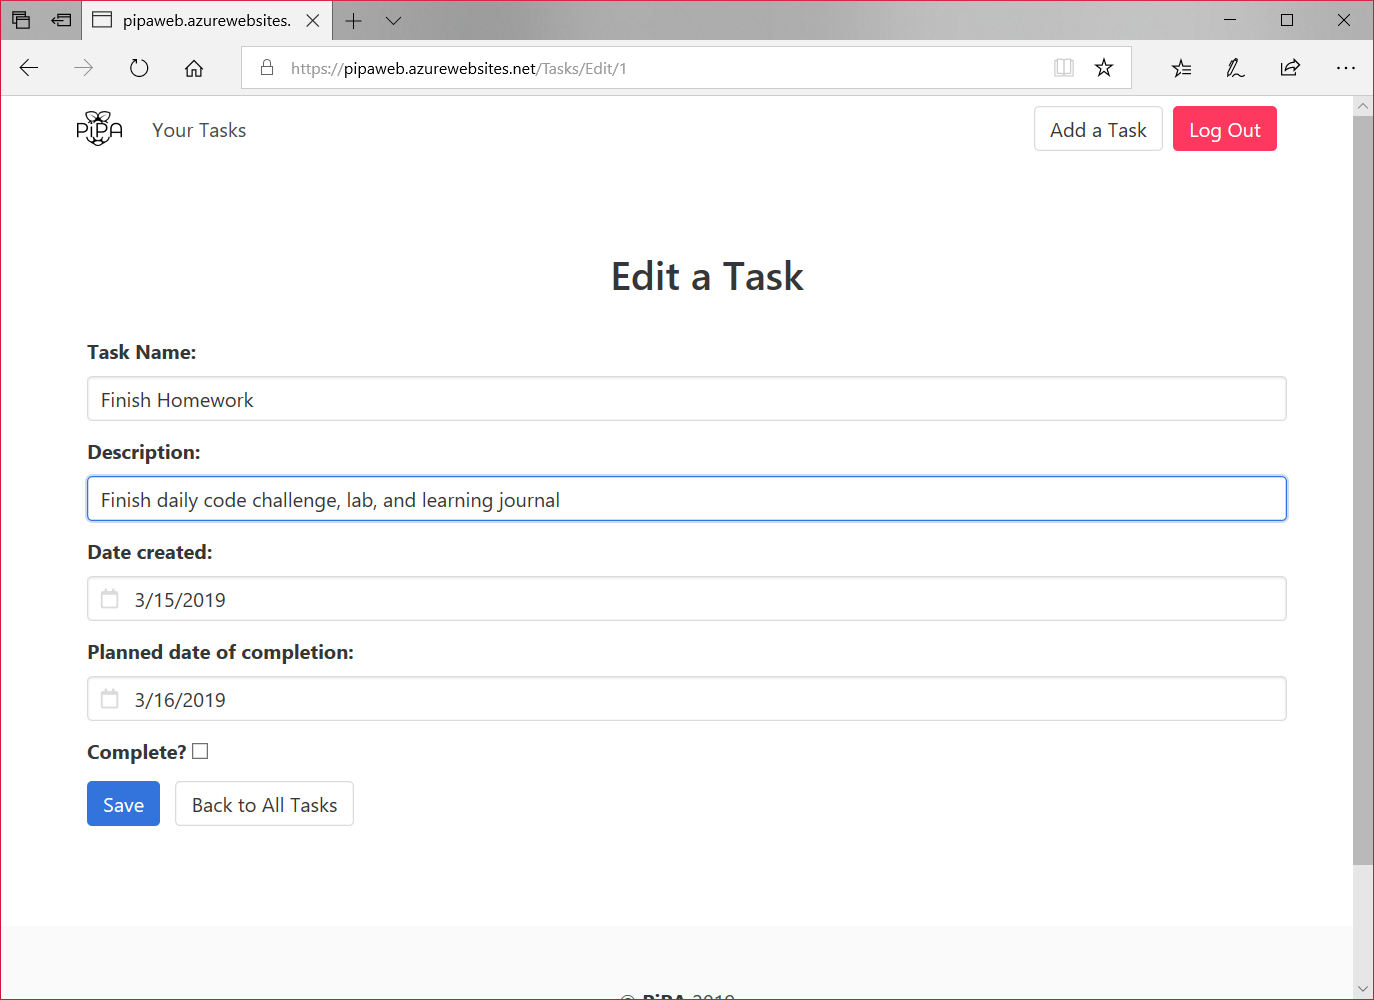 pipaweb.azurewebsites.
https://pipaweb.azurewebsites.net/Tasks/Edit/1
PiPA Your Tasks Add a Task Log Out
Edit a Task
Task Name:
Finish Homework
Description:
Finish daily code challenge, lab, and learning journal
Date created:
3/15/2019
Planned date of completion:
3/16/2019
Complete?
Save Back to All Tasks
© PiPA 2019